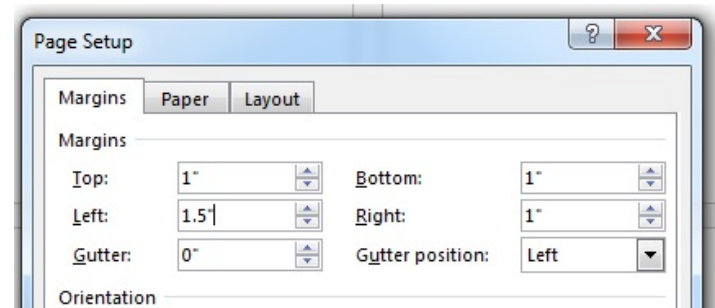 Page Setup
Margins Paper Layout
Margins
Top: 1" Bottom: 1"
Left: 1.5" Right: 1"
Gutter: 0" Gutter position: Left
Orientation